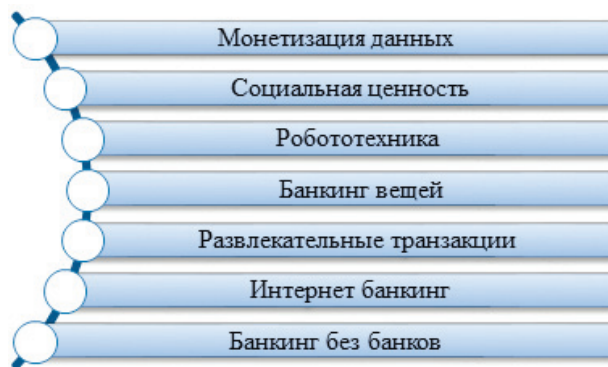 Монетизация данных
Социальная ценность
Робототехника
Банкинг вещей
Развлекательные транзакции
Интернет банкинг
Банкинг без банков